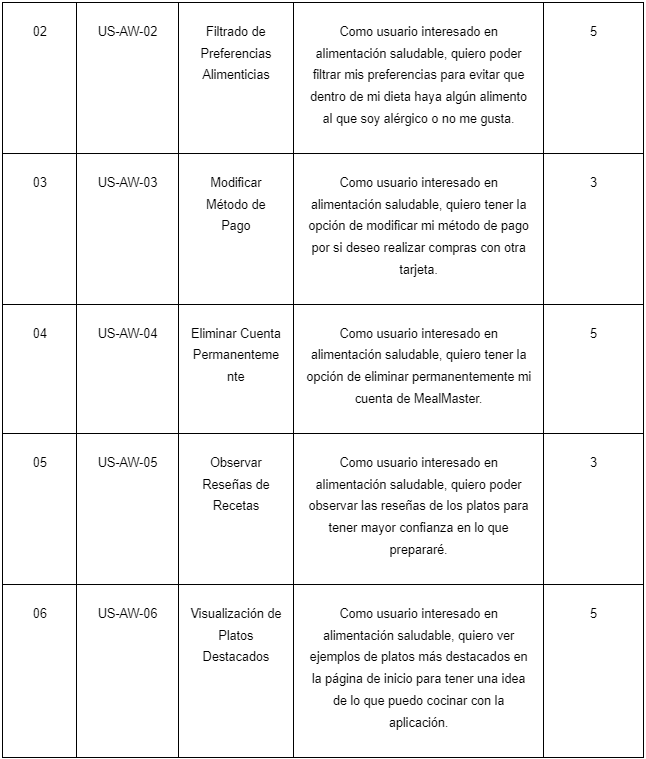 02 US-AW-02 Filtrado de Como usuario interesado en 5
Preferencias alimentación saludable, quiero poder
Alimenticias filtrar mis preferencias para evitar que
dentro de mi dieta haya algún alimento
al que soy alérgico o no me gusta.
03 US-AW-03 Modificar Como usuario interesado en 3
Método de alimentación saludable, quiero tener la
Pago opción de modificar mi método de pago
por si deseo realizar compras con otra
tarjeta.
04 US-AW-04 Eliminar Cuenta Como usuario interesado en 5
Permanenteme alimentación saludable, quiero tener la
nte opción de eliminar permanentemente mi
cuenta de MealMaster.
05 US-AW-05 Observar Como usuario interesado en 3
Reseñas de alimentación saludable, quiero poder
Recetas observar las reseñas de los platos para
tener mayor confianza en lo que
prepararé.
06 US-AW-06 Visualización de Como usuario interesado en 5
Platos alimentación saludable, quiero ver
Destacados ejemplos de platos más destacados en
la página de inicio para tener una idea
de lo que puedo cocinar con la
aplicación.